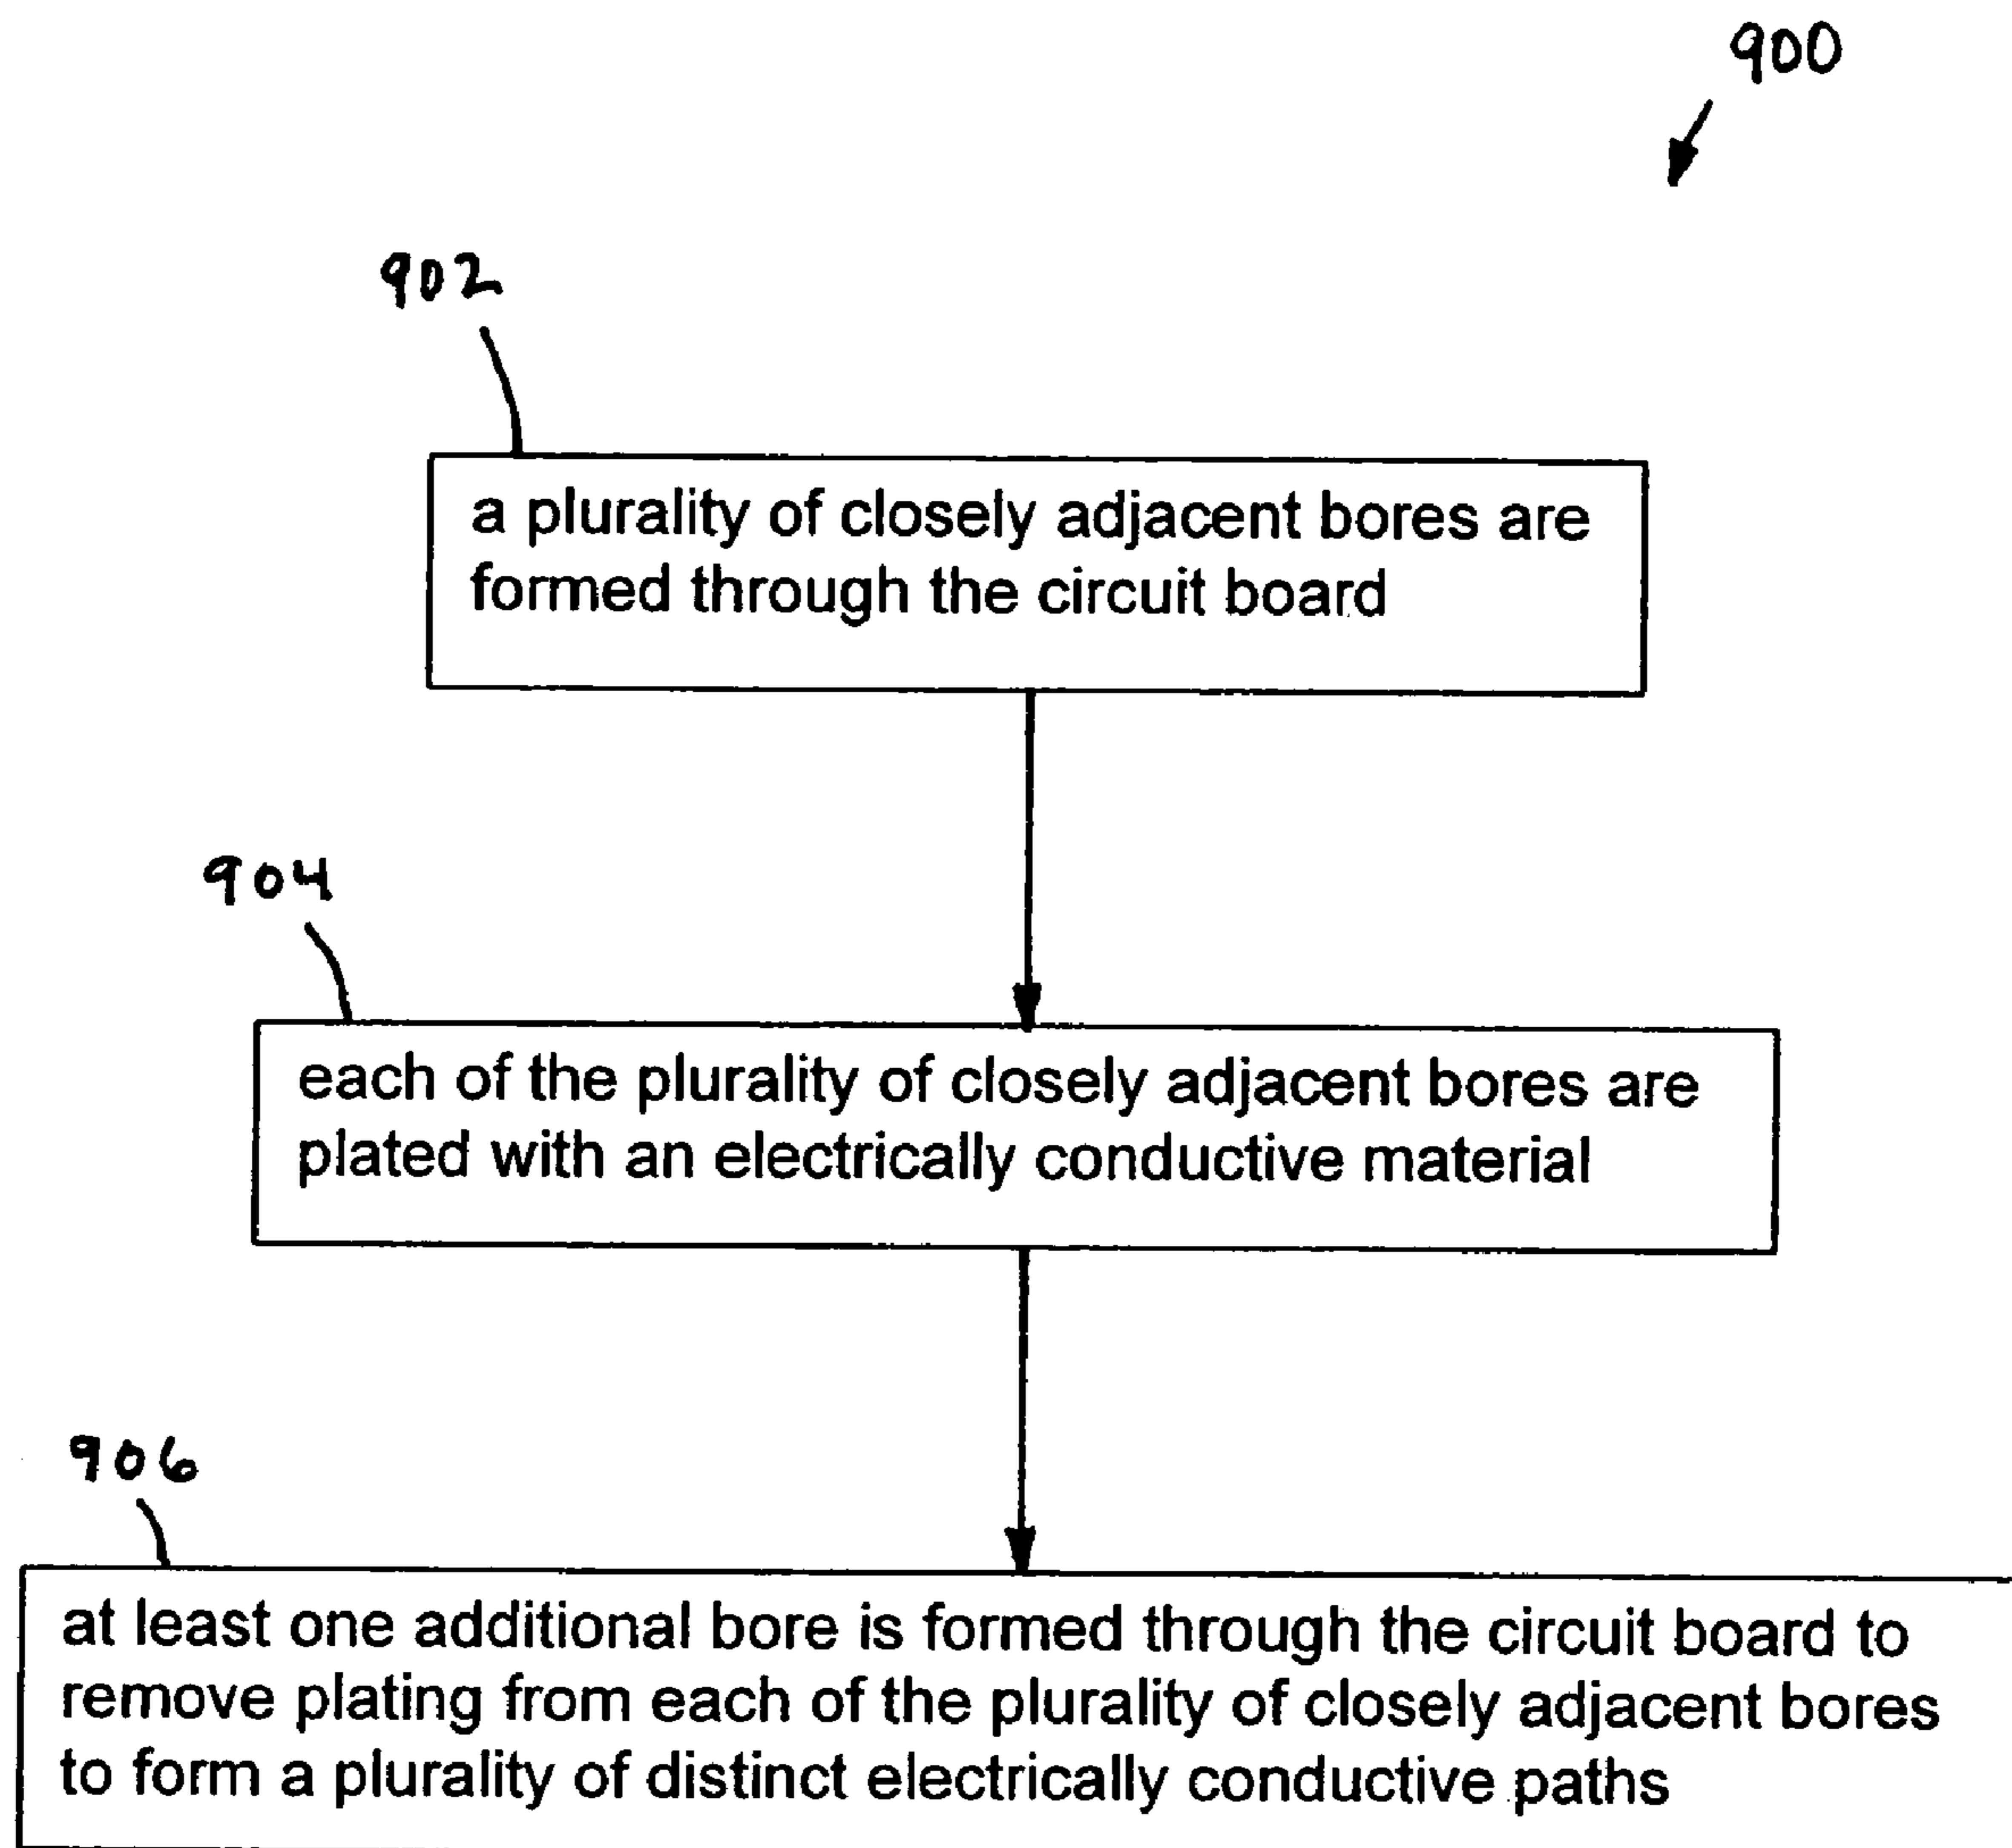 900
902
a plurality of closely adjacent bores are
formed through the circuit board
904
each of the plurality of closely adjacent bores are
plated with an electrically conductive material
906
at least one additional bore is formed through the circuit board to
remove plating from each of the plurality of closely adjacent bores
to form a plurality of distinct electrically conductive paths